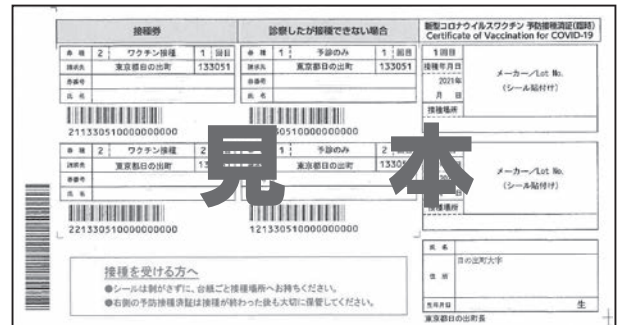 接種券
診察したが接種できない場合
新型コロナウイルスワクチン 予防接種済証(臨時)
Certificate of Vaccination for COVID-19
券種 2 ワクチン接種 1 回目
請求先 東京都日の出町 133051
券番号
氏名
2113305100000000000
券種 1 予診のみ 1 回目
請求先 東京都日の出町 133051
券番号
氏名
1回目
接種年月日
2021年
月 日
接種場所
メーカー/Lot No.
(シール貼付け)
見本
券種 2 ワクチン接種 2
請求先 東京都日の出町
券番号
氏名
2213305100000000000
1 予診のみ 2 回目
東京都日の出町
1213305100000000000
接種場所
メーカー/Lot No.
(シール貼付け)
接種を受ける方へ
●シールは剥がさずに、台紙ごと接種場所へお持ちください。
●右側の予防接種済証は接種が終わった後も大切に保管してください。
氏名
住所
日の出町大字
生年月日 生
東京都日の出町長